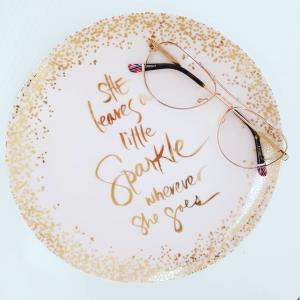 She
leaves a
little
Sparkle
wherever
she goes